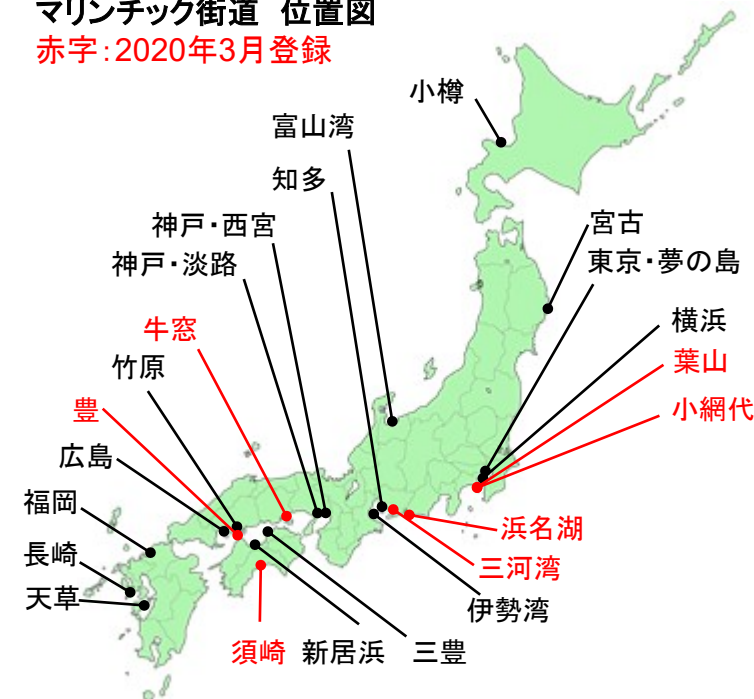 マリンチック街道 位置図
赤字：2020年3月登録
小樽
富山湾
知多
神戸・西宮
宮古
神戸・淡路
東京・夢の島
横浜
牛窓
葉山
竹原
豊
小網代
広島
福岡
浜名湖
長崎
三河湾
天草
伊勢湾
須崎
新居浜
三豊